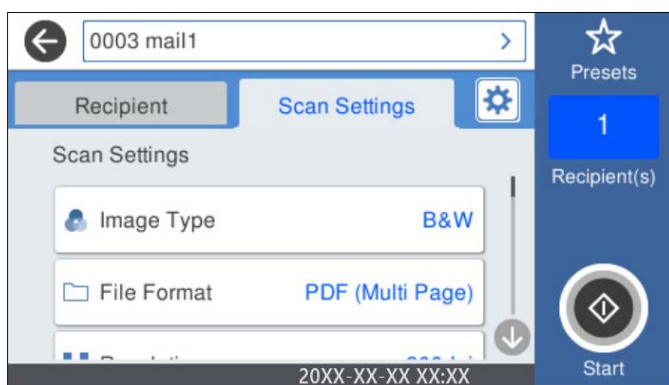 0003 mail1
Presets
Recipient
Scan Settings
1
Recipient(s)
Scan Settings
Image Type B&W
File Format PDF (Multi Page)
Start
20XX-XX-XX XX:XX